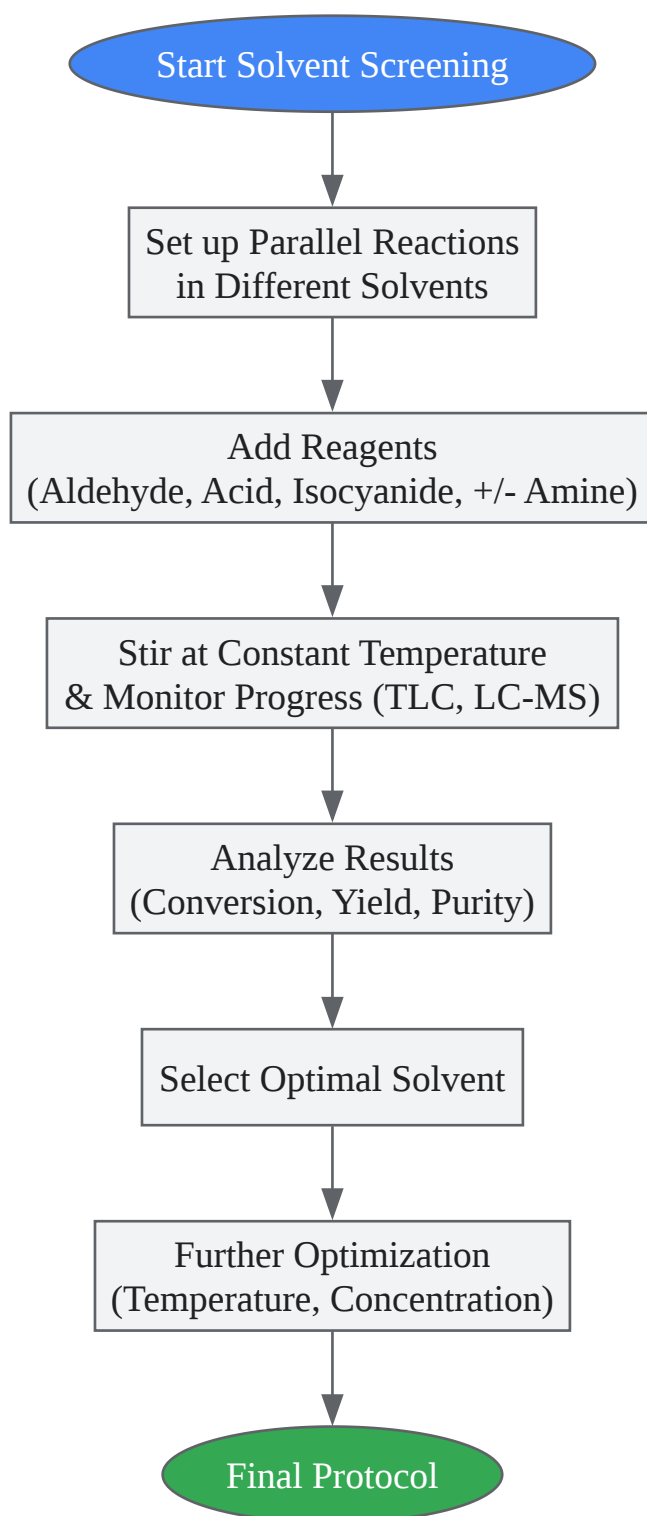 Start Solvent Screening
Set up Parallel Reactions
in Different Solvents
Add Reagents
(Aldehyde, Acid, Isocyanide, +/- Amine)
Stir at Constant Temperature
& Monitor Progress (TLC, LC-MS)
Analyze Results
(Conversion, Yield, Purity)
Select Optimal Solvent
Further Optimization
(Temperature, Concentration)
Final Protocol